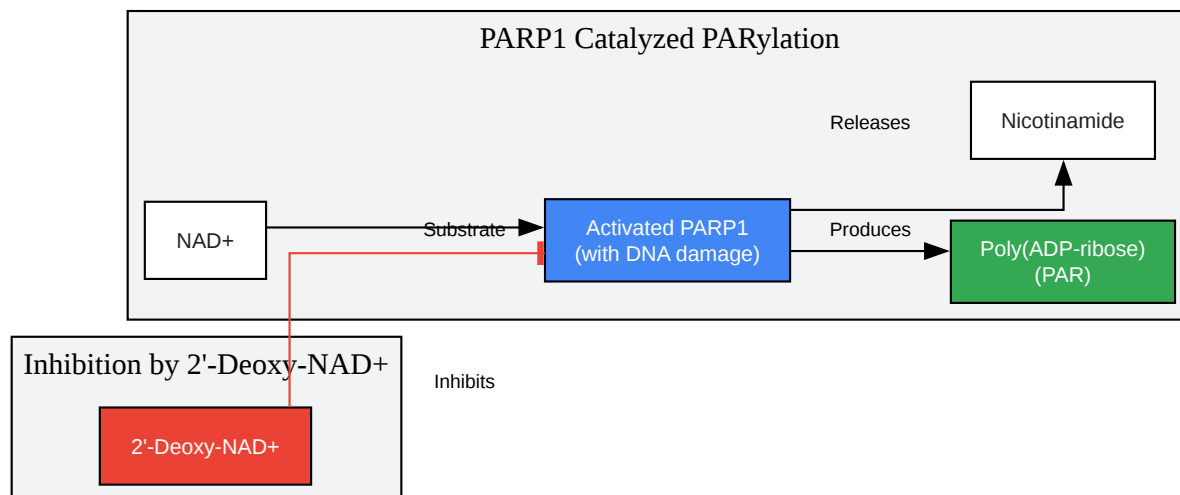 PARP1 Catalyzed PARylation
Releases
Nicotinamide
NAD+
Substrate
Activated PARP1
(with DNA damage)
Produces
Poly(ADP-ribose)
(PAR)
Inhibition by 2'-Deoxy-NAD+
Inhibits
2'-Deoxy-NAD+